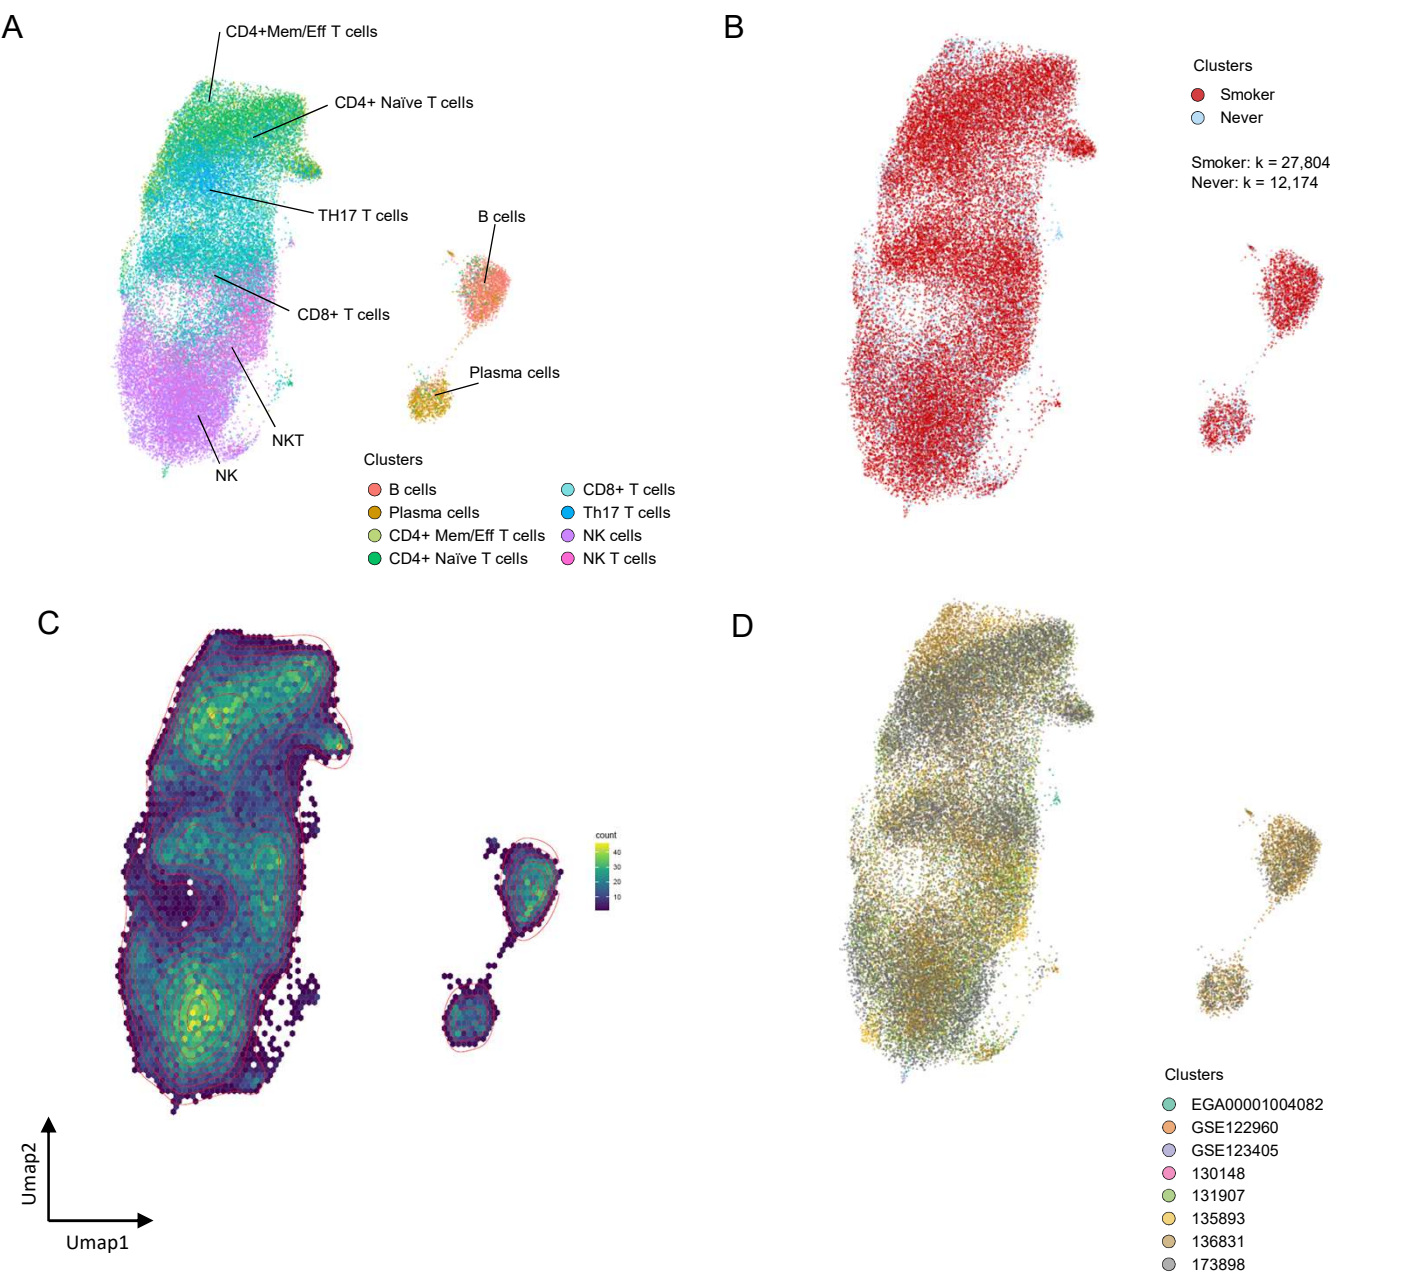 A
CD4+Mem/Eff T cells
CD4+ Naïve T cells
TH17 T cells
B cells
CD8+ T cells
Plasma cells
NKT
NK
Clusters
B cells
Plasma cells
CD4+ Mem/Eff T cells
CD4+ Naïve T cells
CD8+ T cells
Th17 T cells
NK cells
NK T cells
B
Clusters
Smoker
Never
Smoker: k = 27,804
Never: k = 12,174
C
count
40
30
20
10
Umap2
Umap1
D
Clusters
EGA00001004082
GSE122960
GSE123405
130148
131907
135893
136831
173898